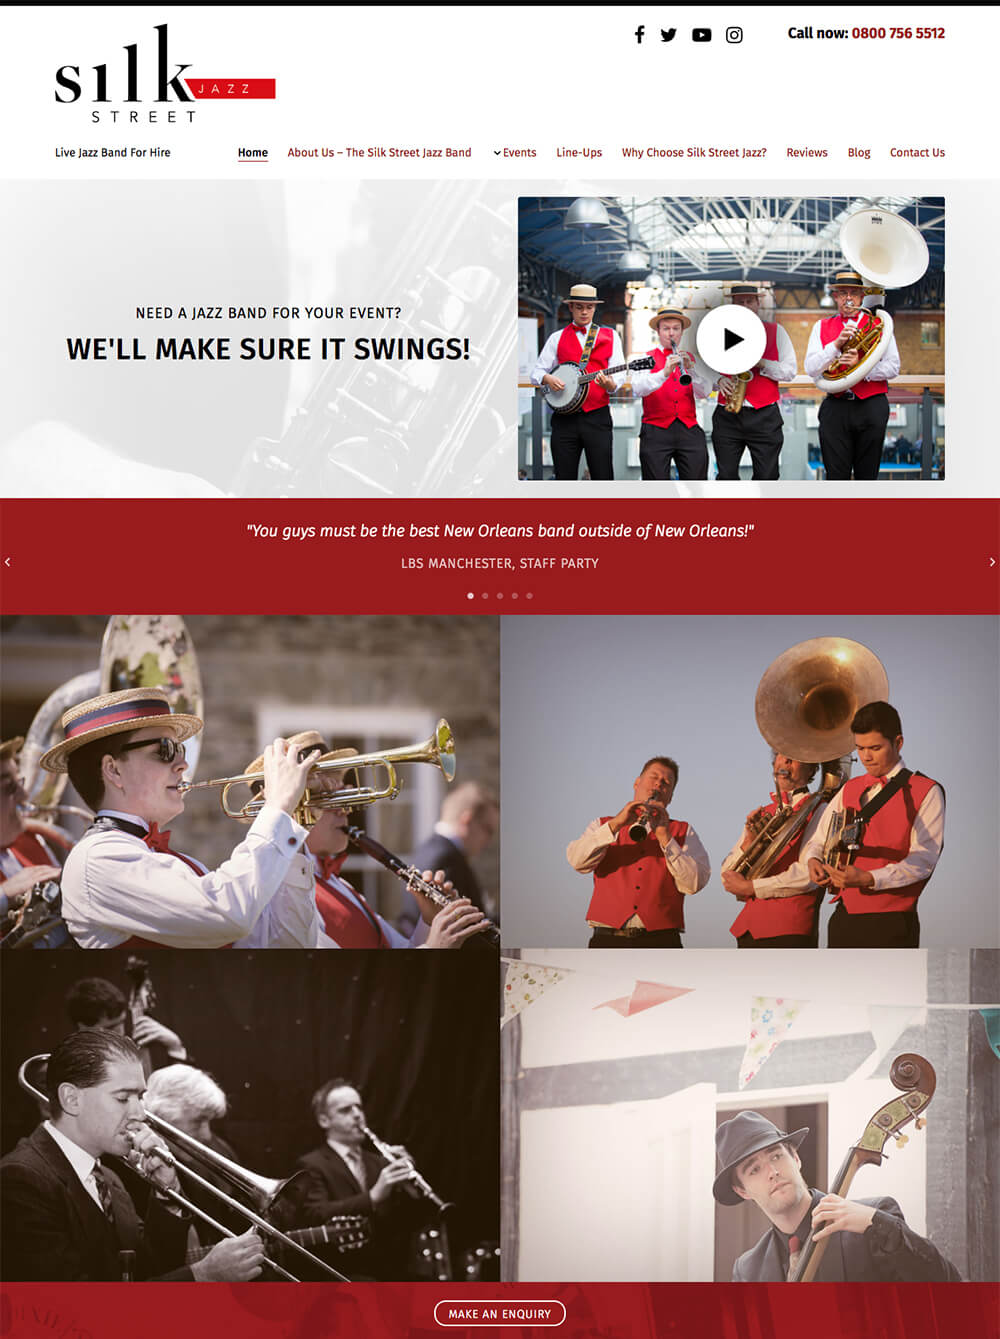 silk
JAZZ
STREET
Call now: 0800 756 5512
Live Jazz Band For Hire
Home
About Us – The Silk Street Jazz Band
Events
Line-Ups
Why Choose Silk Street Jazz?
Reviews
Blog
Contact Us
NEED A JAZZ BAND FOR YOUR EVENT?
WE'LL MAKE SURE IT SWINGS!
"You guys must be the best New Orleans band outside of New Orleans!"
LBS MANCHESTER, STAFF PARTY
MAKE AN ENQUIRY